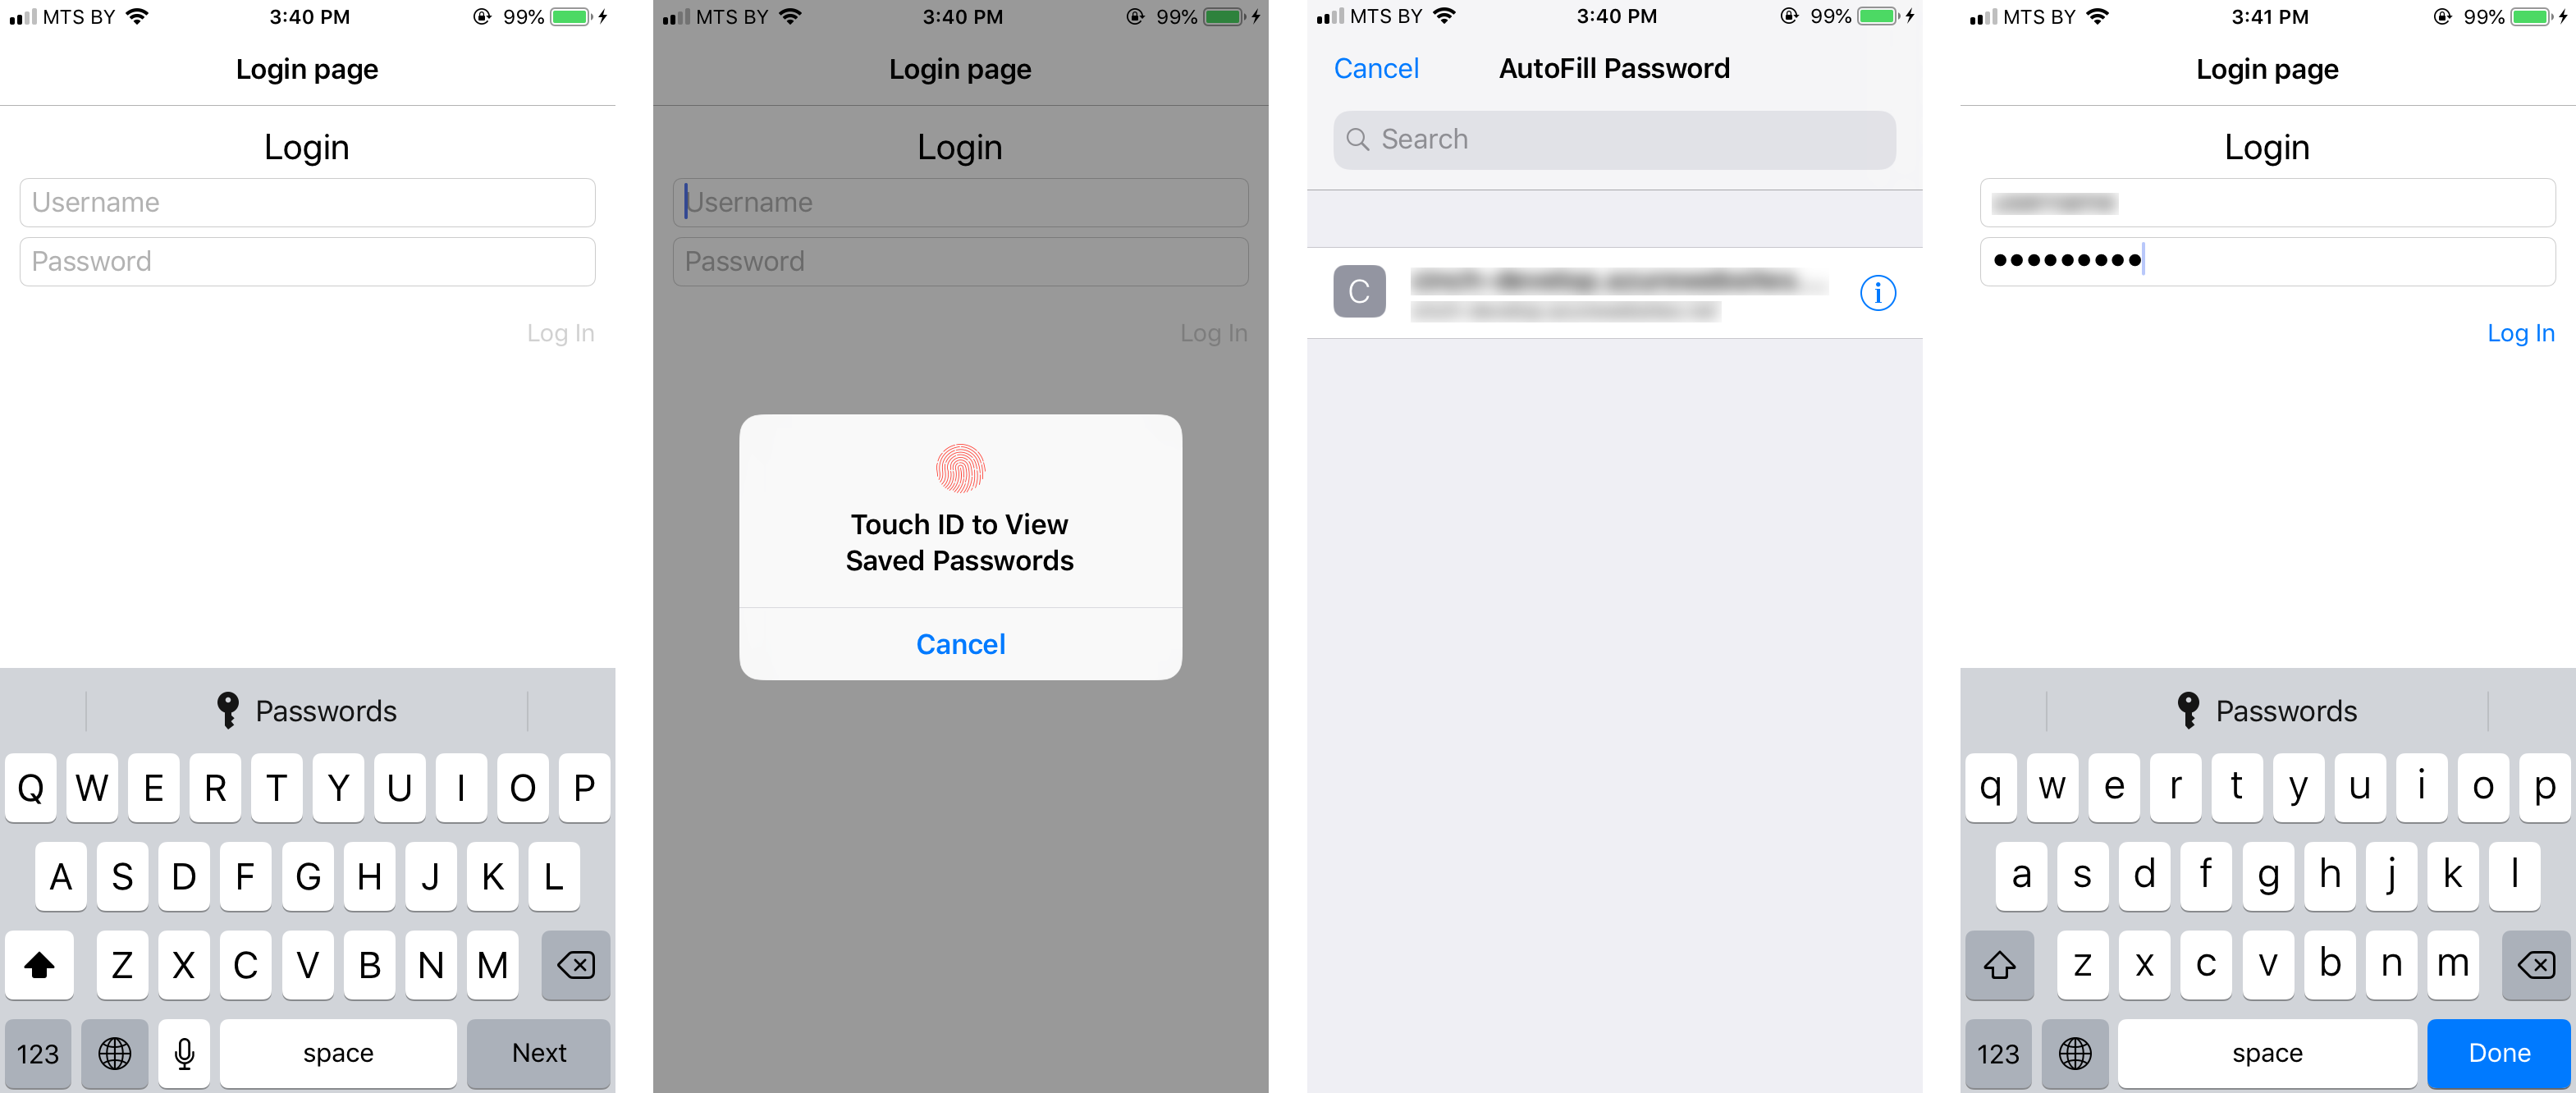 MTS BY 3:40 PM 99%
Login page
Login
Username
Password
Log In
Passwords
Q W E R T Y U I O P
A S D F G H J K L
Z X C V B N M
123 space Next
MTS BY 3:40 PM 99%
Login page
Login
Username
Password
Log In
Touch ID to View
Saved Passwords
Cancel
MTS BY 3:40 PM 99%
Cancel AutoFill Password
Search
C
MTS BY 3:41 PM 99%
Login page
Login
•••••••••
Log In
Passwords
q w e r t y u i o p
a s d f g h j k l
z x c v b n m
123 space Done